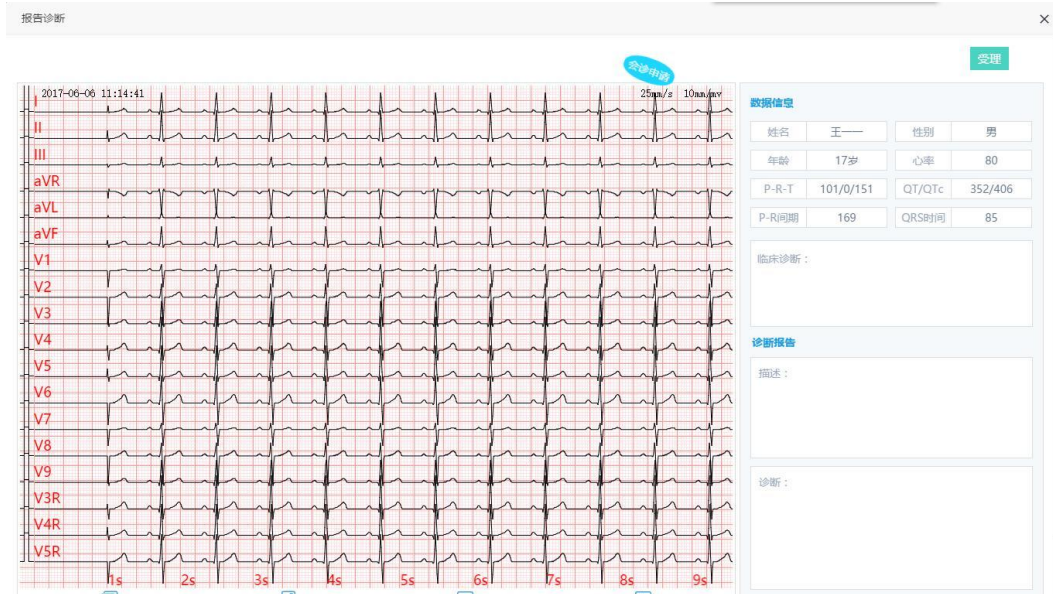 报告诊断
受理
会诊申请
2017-06-06 11:14:41
25mm/s 10mm/mv
I
II
III
aVR
aVL
aVF
V1
V2
V3
V4
V5
V6
V7
V8
V9
V3R
V4R
V5R
1s 2s 3s 4s 5s 6s 7s 8s 9s
数据信息
姓名 王一一 性别 男
年龄 17岁 心率 80
P-R-T 101/0/151 QT/QTc 352/406
P-R间期 169 QRS时间 85
临床诊断：
诊断报告
描述：
诊断：